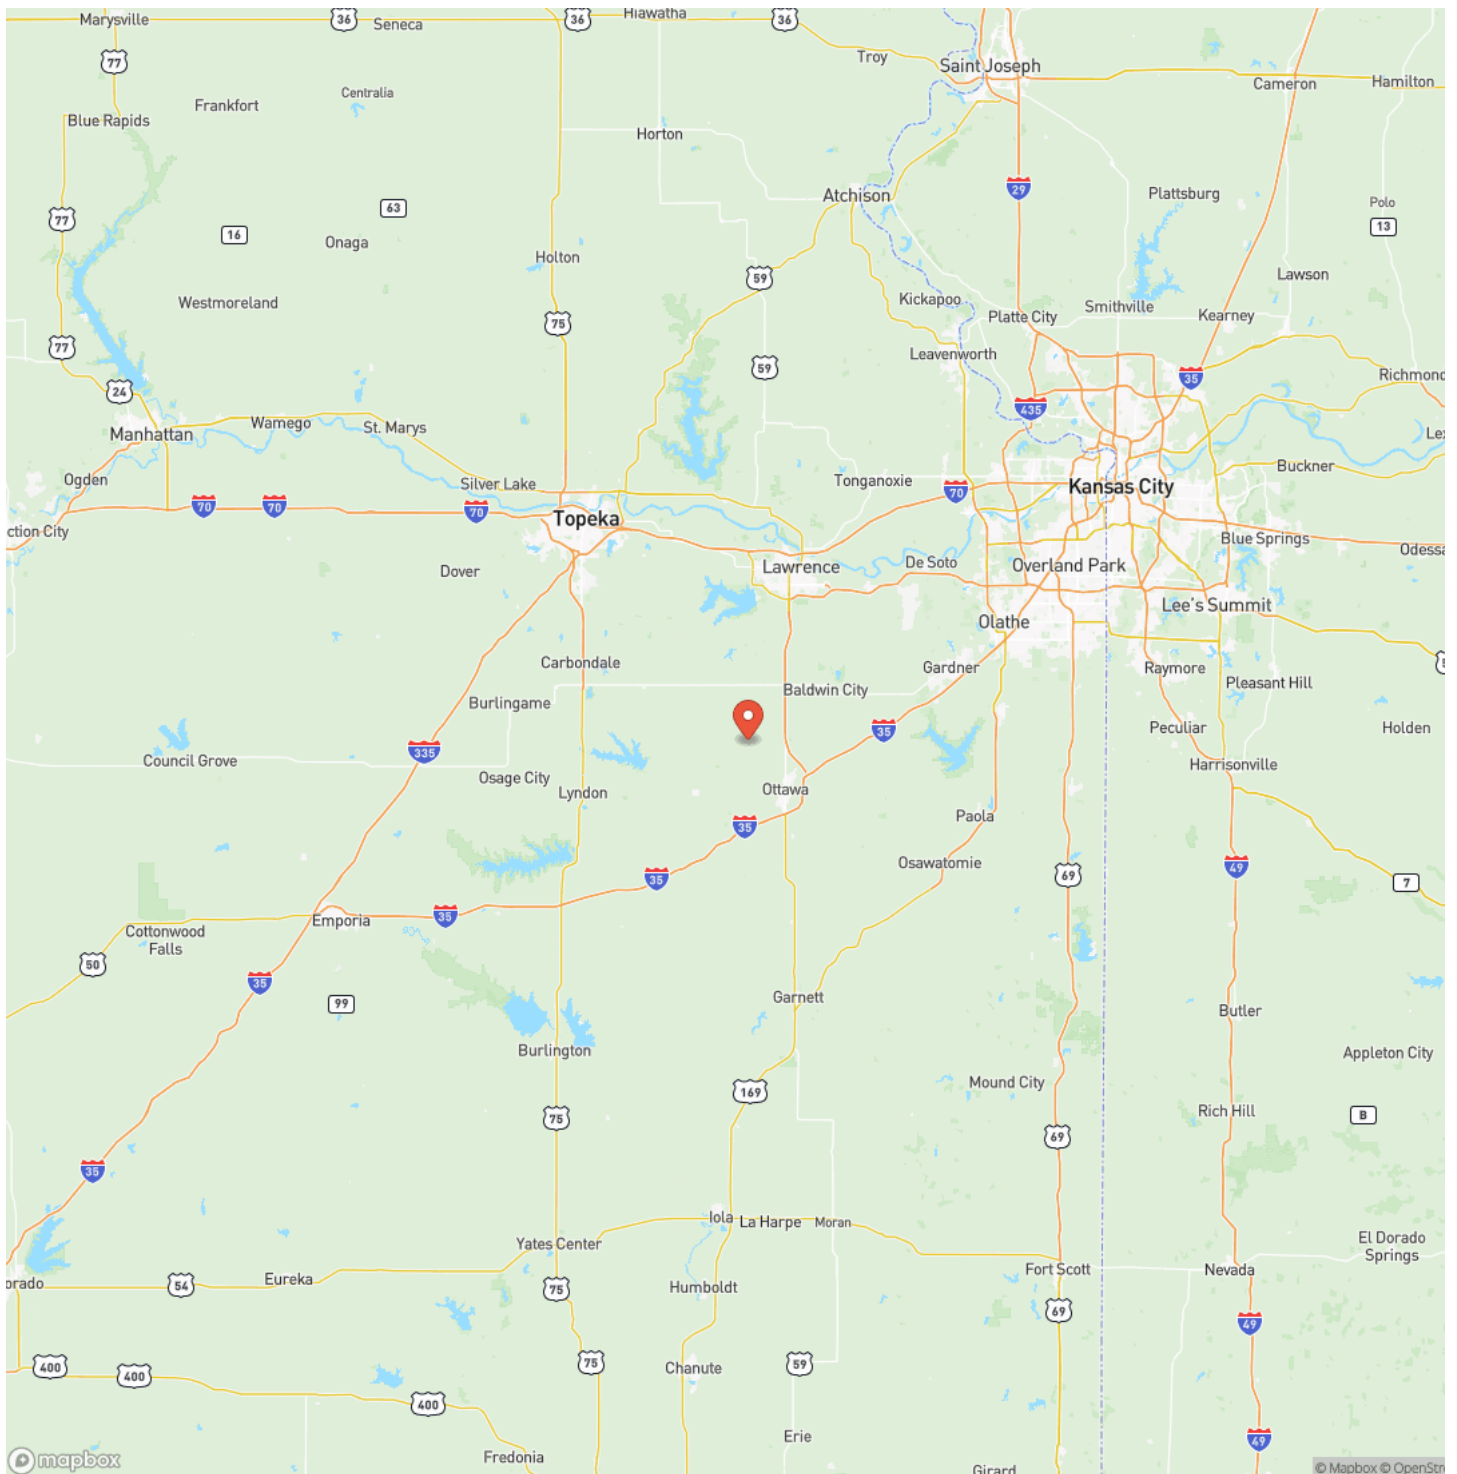 Marysville
36
Seneca
36
Hiawatha
36
77
Troy
Saint Joseph
Cameron
Hamilton
Frankfort
Centralia
Blue Rapids
Horton
Atchison
29
Plattsburg
Polo
13
77
63
16
Onaga
Holton
59
Lawson
Westmoreland
Kickapoo
Smithville
Kearney
Platte City
75
77
Leavenworth
59
35
Richmond
24
435
Manhattan
Wamego
St. Marys
Lex
Ogden
Silver Lake
Tonganoxie
70
Kansas City
Buckner
70
70
70
Topeka
ction City
Blue Springs
Odessa
Dover
Lawrence
De Soto
Overland Park
Lee's Summit
Olathe
Carbondale
Gardner
Raymore
5
Baldwin City
Pleasant Hill
Burlingame
35
Peculiar
Holden
335
Council Grove
Harrisonville
Osage City
Lyndon
Ottawa
Paola
35
Osawatomie
69
49
7
35
Emporia
35
Cottonwood
Falls
50
35
99
Garnett
Butler
Burlington
Appleton City
Mound City
169
Rich Hill
B
75
69
35
Iola
La Harpe
Moran
Yates Center
El Dorado
Springs
orado
54
Eureka
75
Humboldt
Fort Scott
Nevada
69
49
400
400
75
Chanute
59
400
Erie
49
mapbox
Fredonia
Girard
© Mapbox © OpenStre